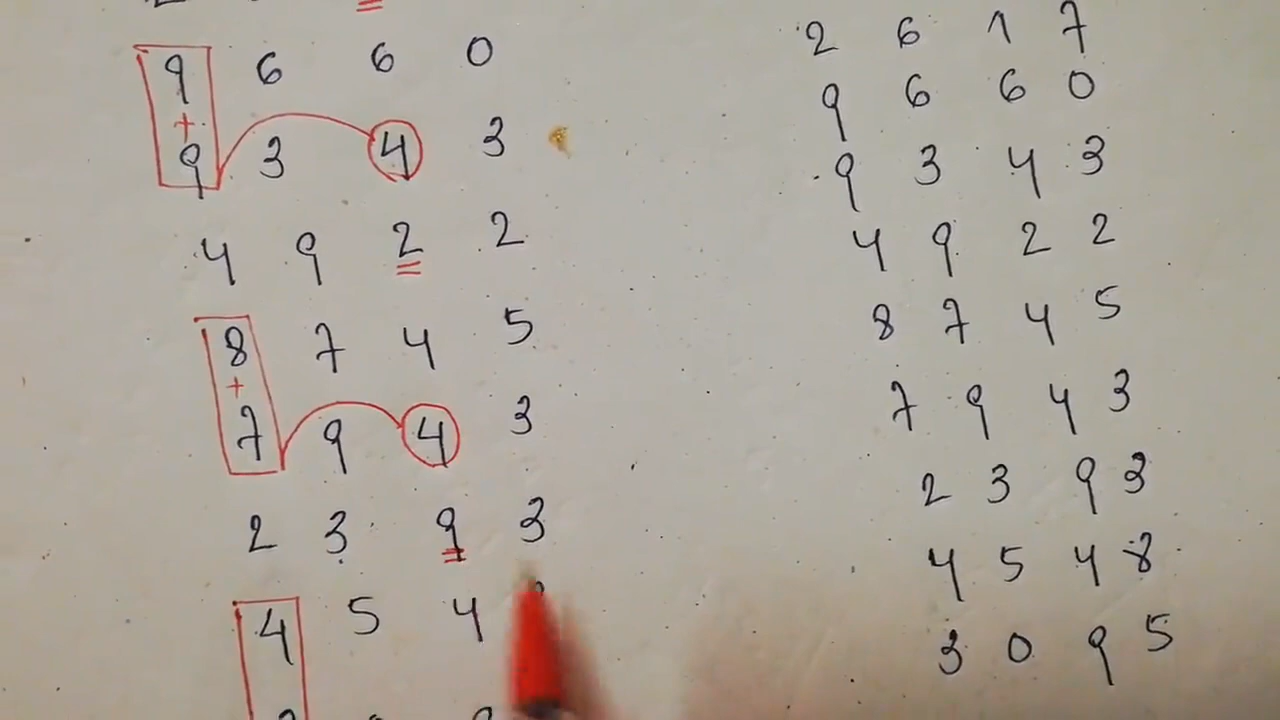 9 6 6 0
+
9 3 4 3
4 9 2 2
8 7 4 5
+
7 9 4 3
2 3 9 3
4 5 4
2 6 1 7
9 6 6 0
9 3 4 3
4 9 2 2
8 7 4 5
7 9 4 3
2 3 9 3
4 5 4 8
3 0 9 5